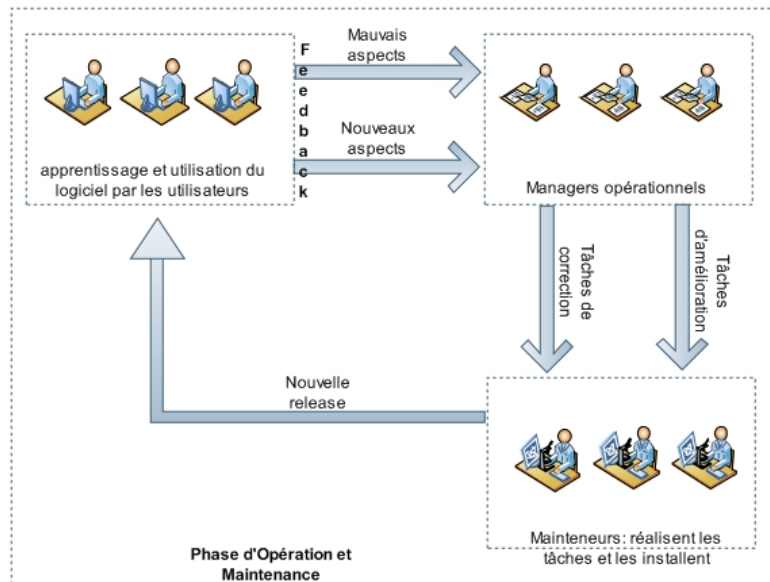 Mauvais
aspects
Feedback
Nouveaux
aspects
apprentissage et utilisation du
logiciel par les utilisateurs
Managers opérationnels
Tâches de
correction
Tâches
d'amélioration
Nouvelle
release
Mainteneurs: réalisent les
tâches et les installent
Phase d'Opération et
Maintenance